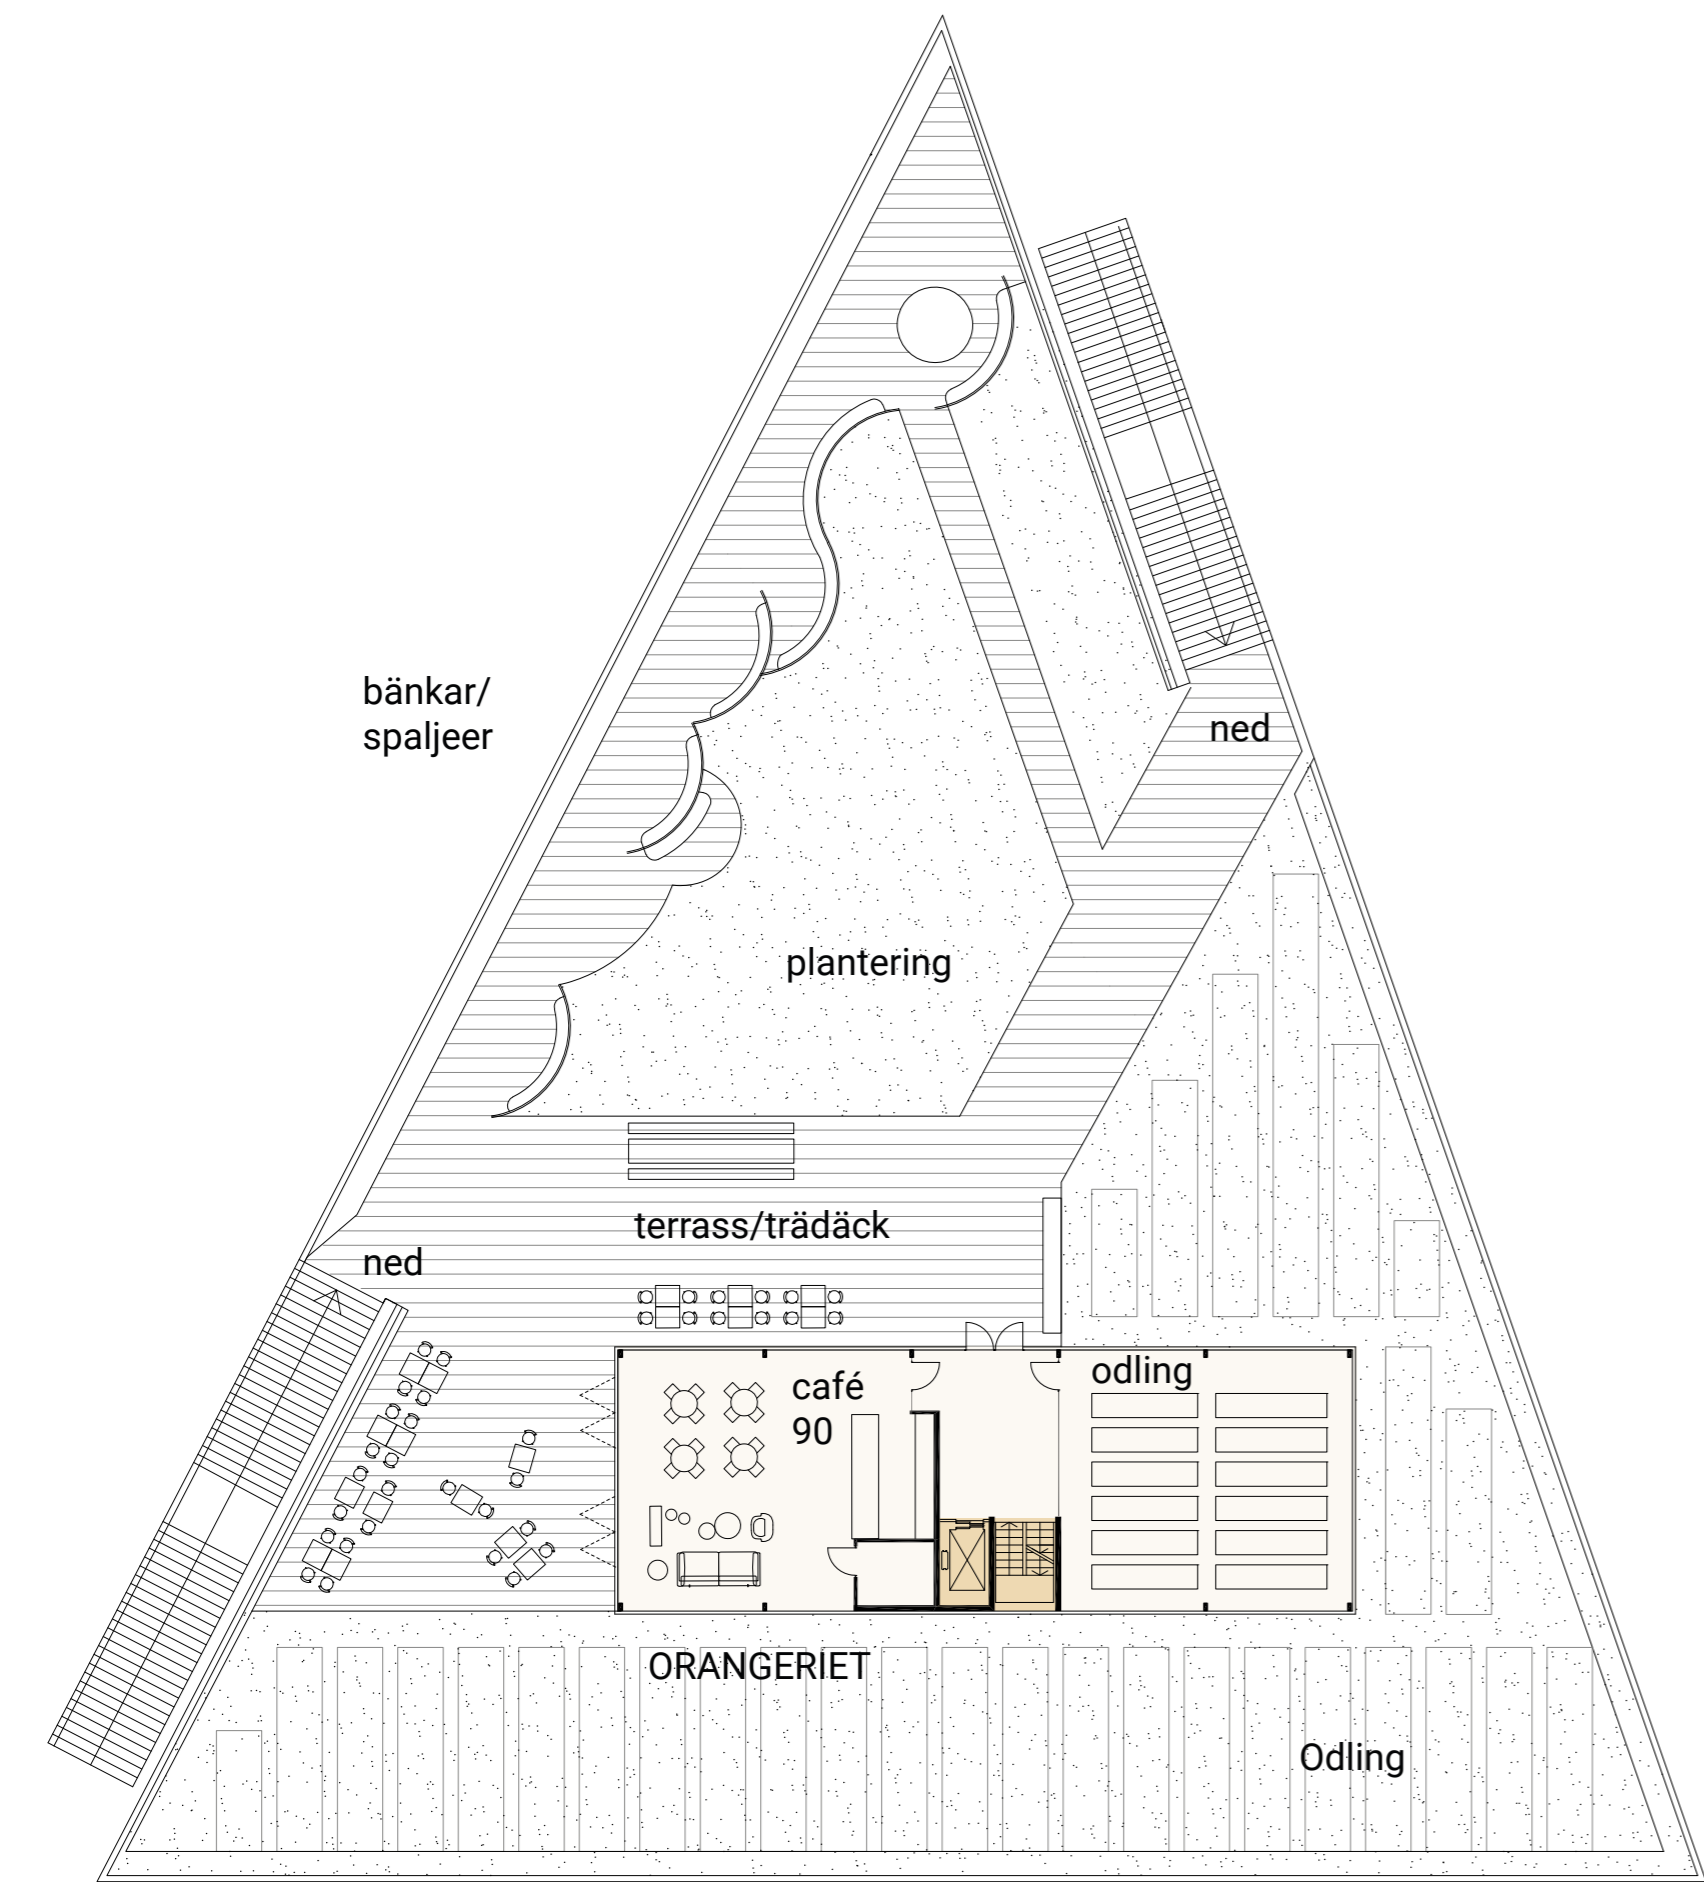 bänkar/
spaljeer
ned
plantering
terrass/trädäck
ned
café
90
odling
ORANGERIET
Odling